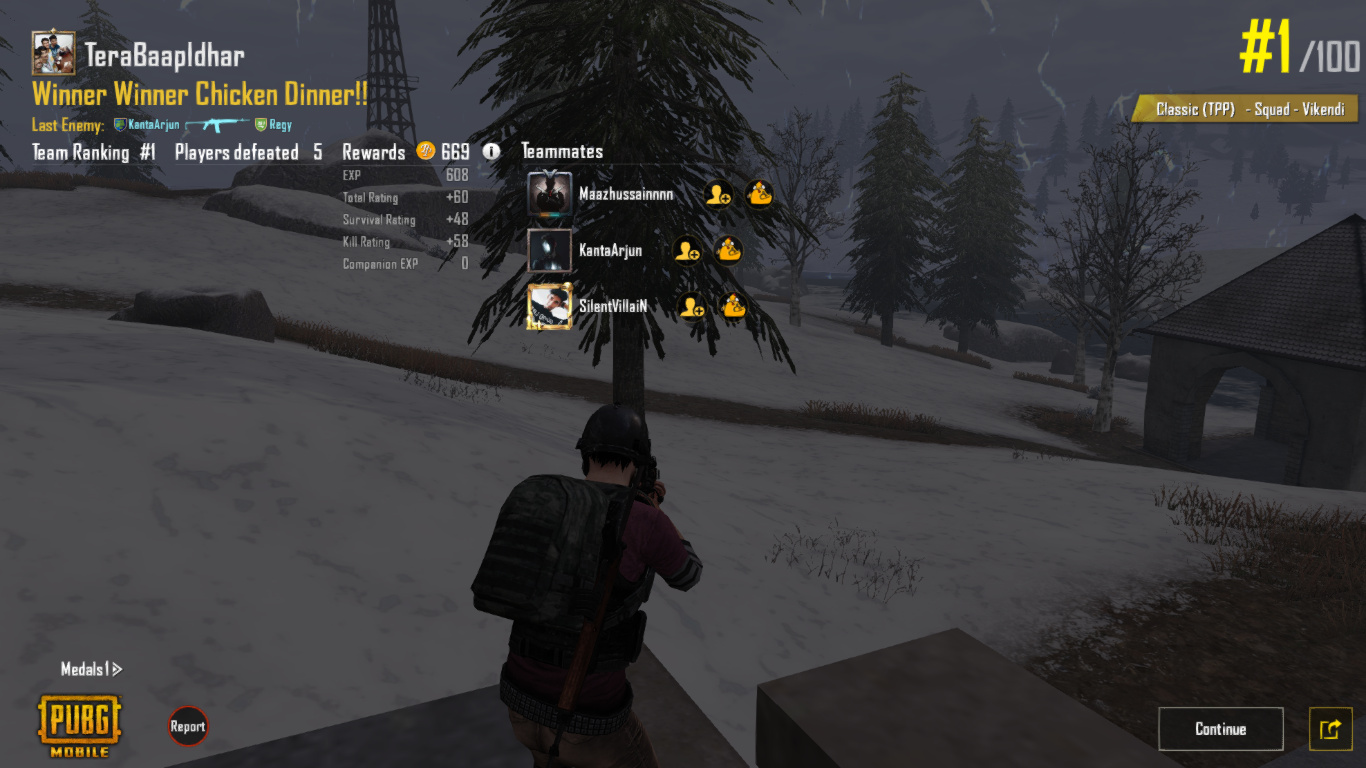 TeraBaapIdhar
Winner Winner Chicken Dinner!!
Last Enemy: KantaArjun Regy
Team Ranking #1 Players defeated 5 Rewards 669
EXP 608
Total Rating +60
Survival Rating +48
Kill Rating +58
Companion EXP 0
Teammates
Maazhussainnnn
KantaArjun
SilentVillaiN
#1/100
Classic (TPP) - Squad - Vikendi
Medals 1
PUBG
MOBILE
Report
Continue